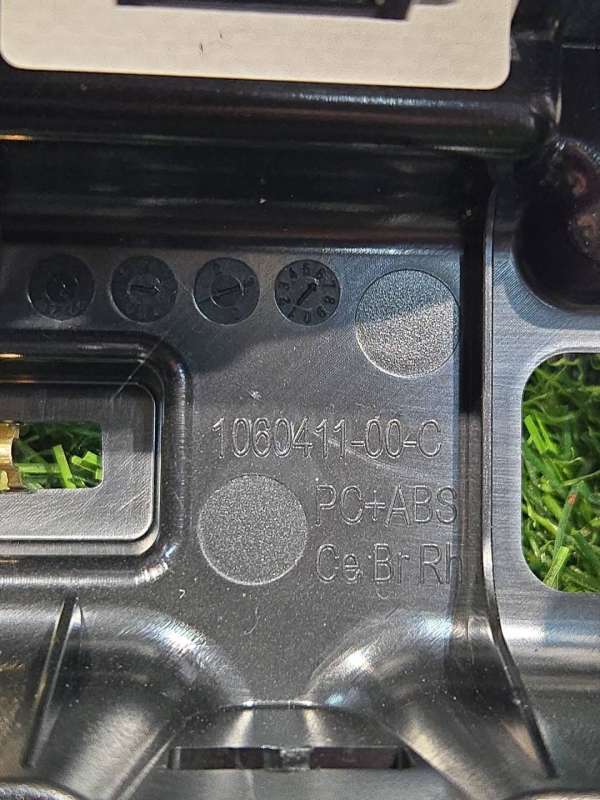 1060411-00-C
PC+ABS
Ce Br Rh